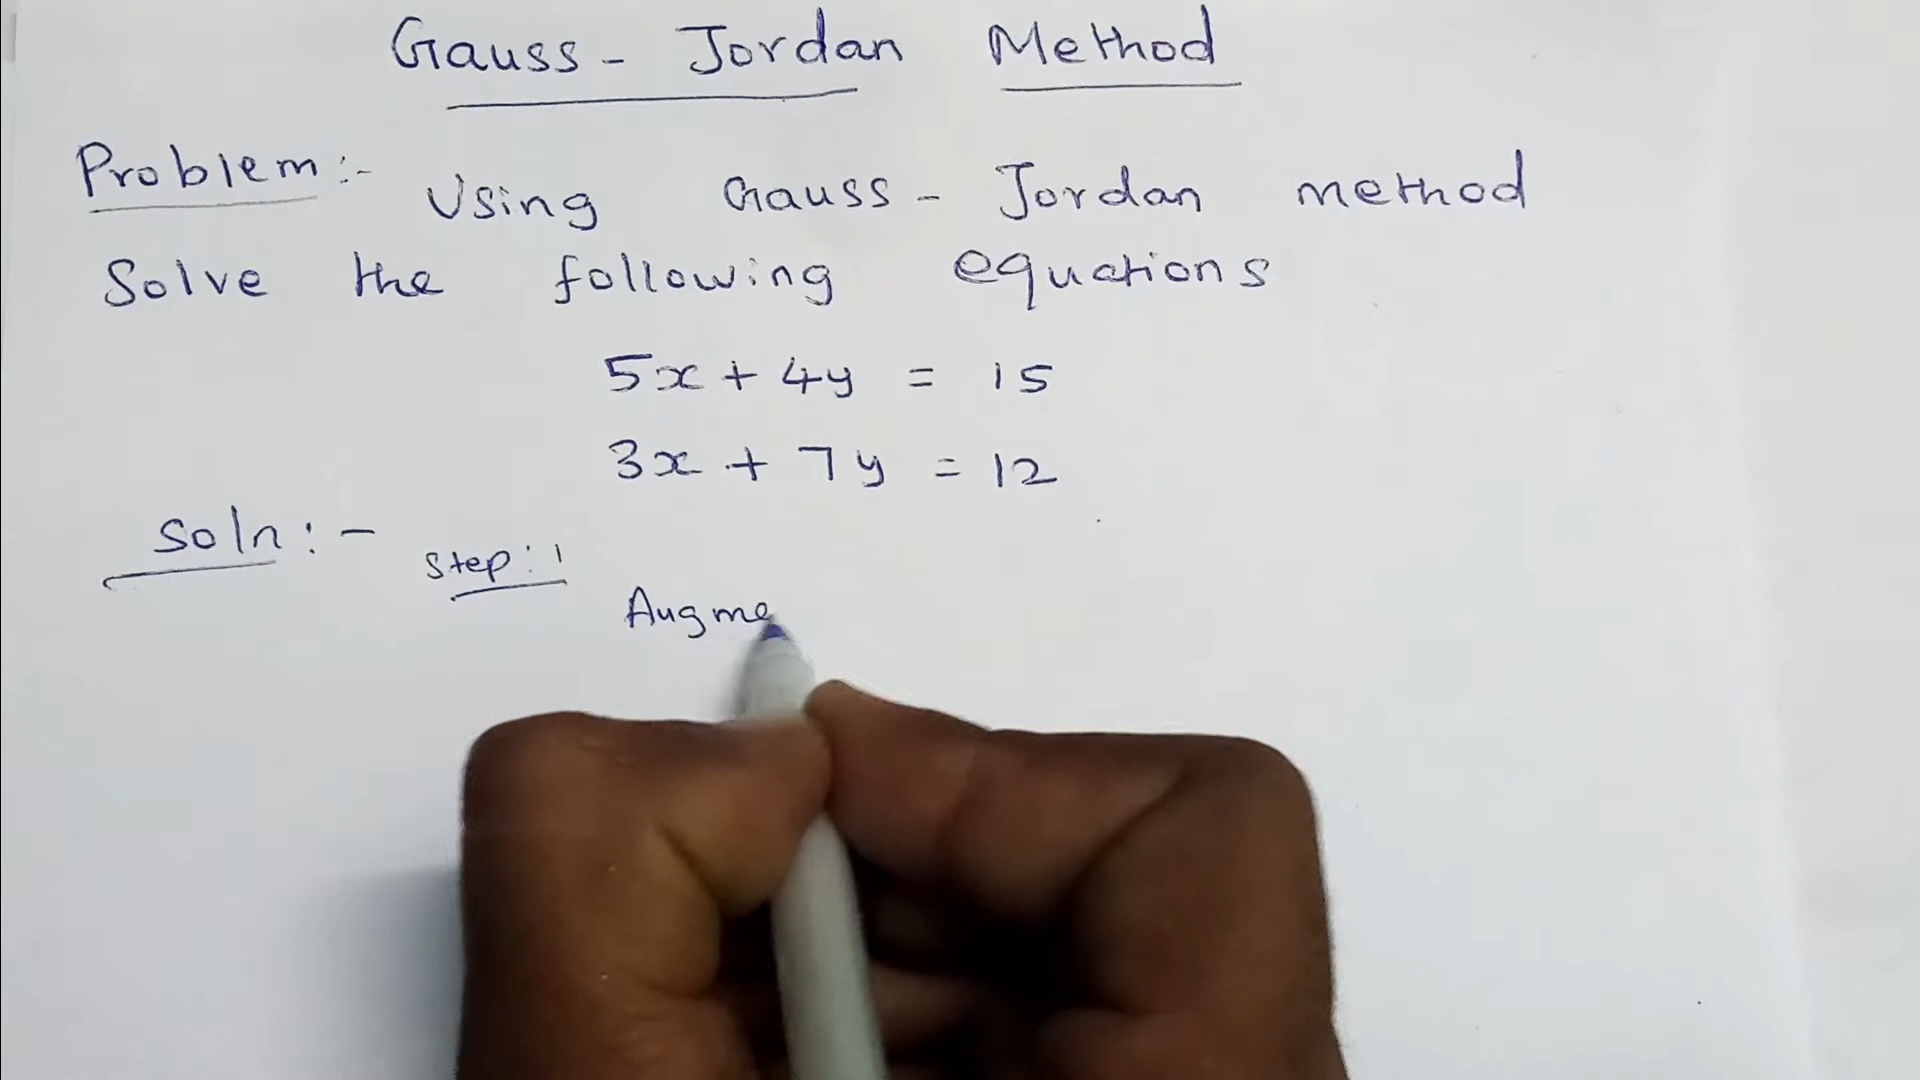 Gauss - Jordan Method
Problem:- Using Gauss - Jordan method
Solve the following equations
5x + 4y = 15
3x + 7y = 12
Soln:- Step:1
Augme